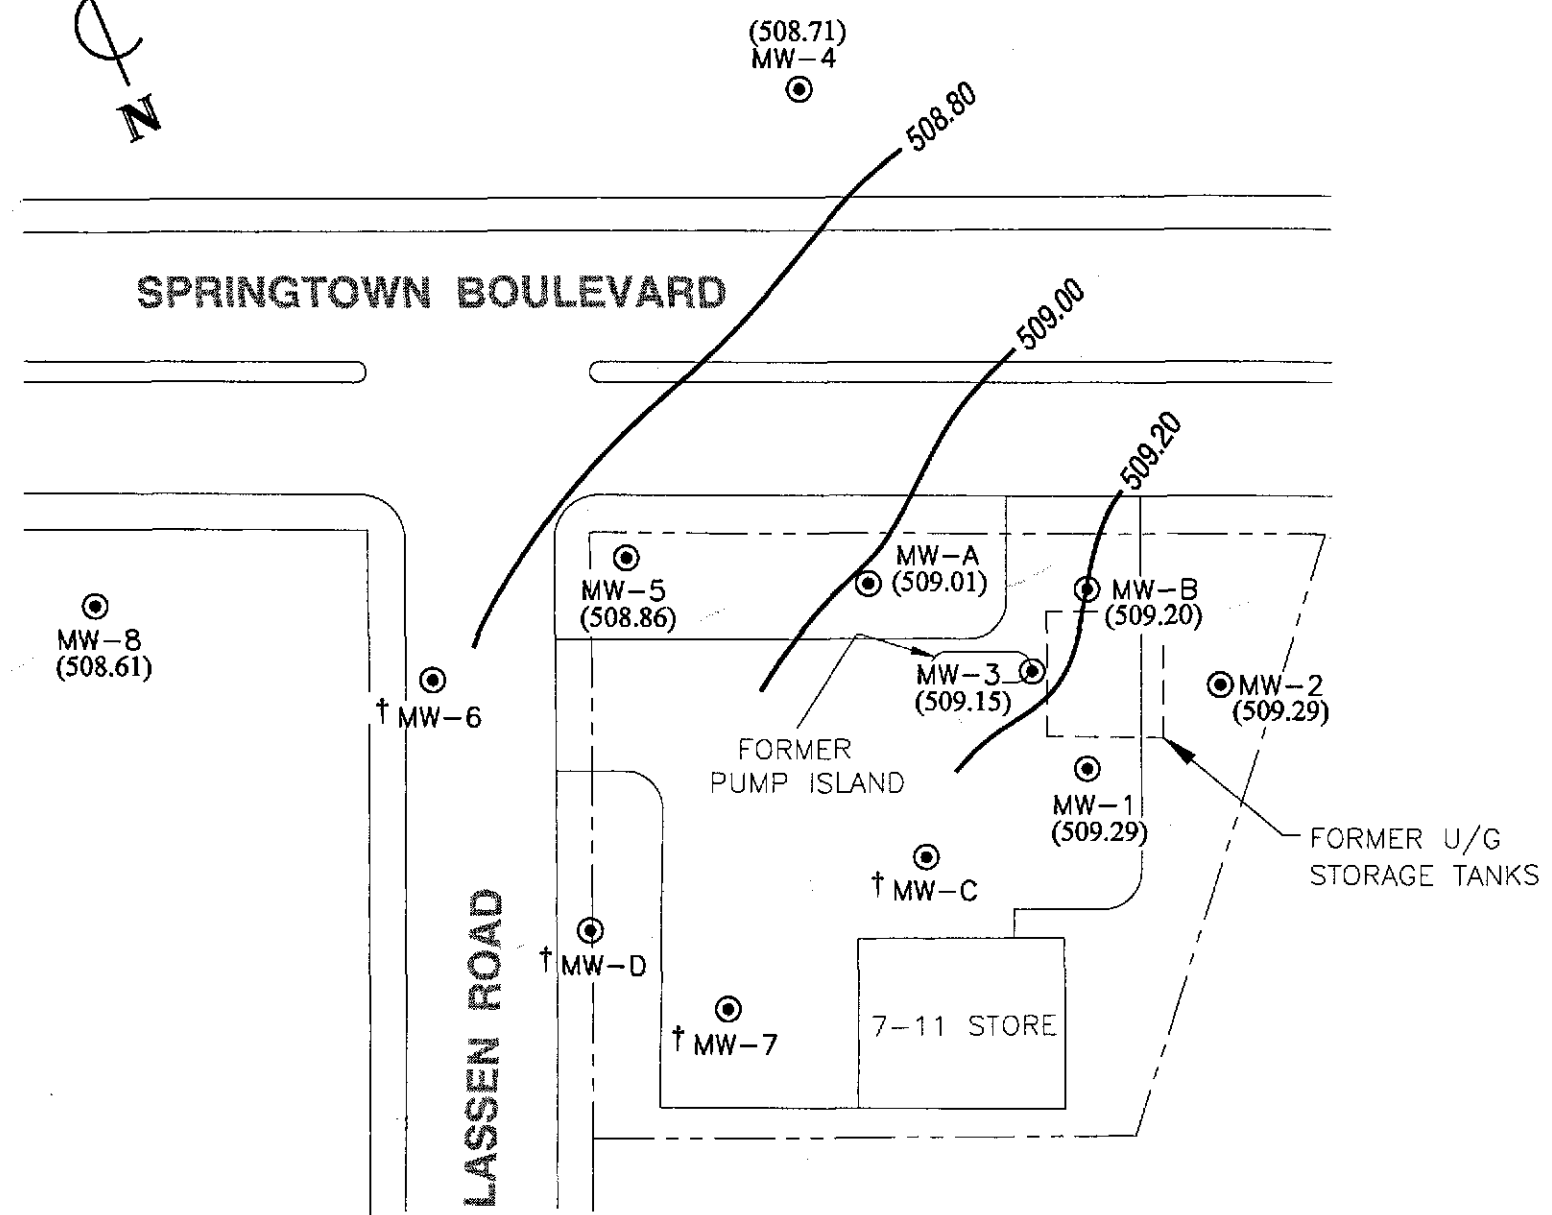 N
(508.71)
MW-4
508.80
SPRINGTOWN BOULEVARD
509.00
509.20
MW-5
(508.86)
MW-A
(509.01)
MW-B
(509.20)
MW-8
(508.61)
† MW-6
MW-3
(509.15)
MW-2
(509.29)
FORMER
PUMP ISLAND
MW-1
(509.29)
FORMER U/G
STORAGE TANKS
† MW-C
LASSEN ROAD
† MW-D
† MW-7
7-11 STORE